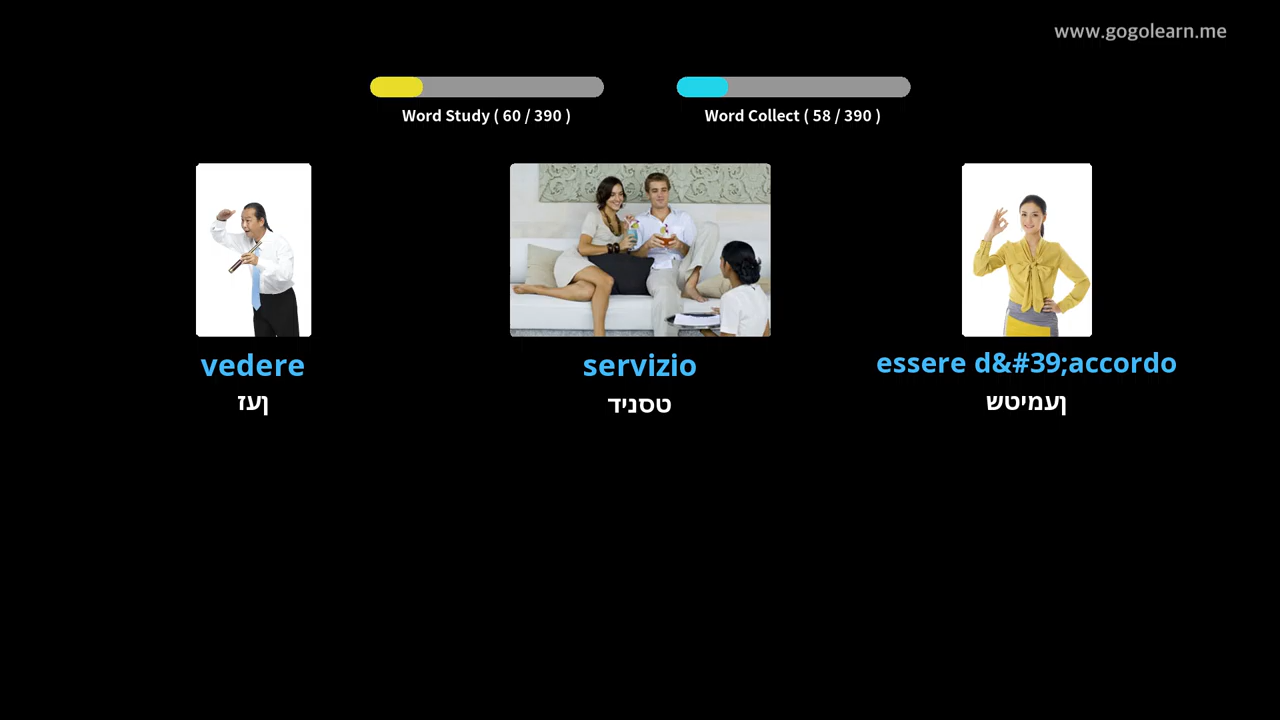 www.gogolearn.me
Word Study ( 60 / 390 )
Word Collect ( 58 / 390 )
vedere
זען
servizio
דינסט
essere d&#39;accordo
שטימען